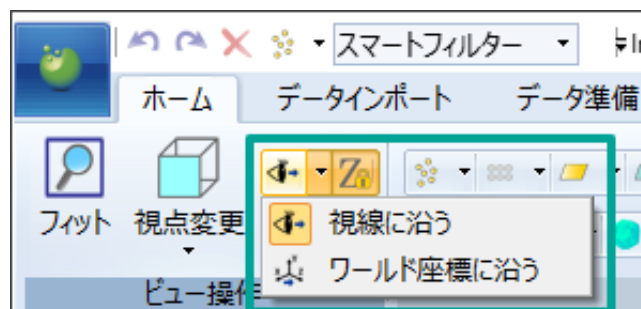 スマートフィルター
ホーム データインポート データ準備
フィット 視点変更
視線に沿う
ワールド座標に沿う
ビュー操作